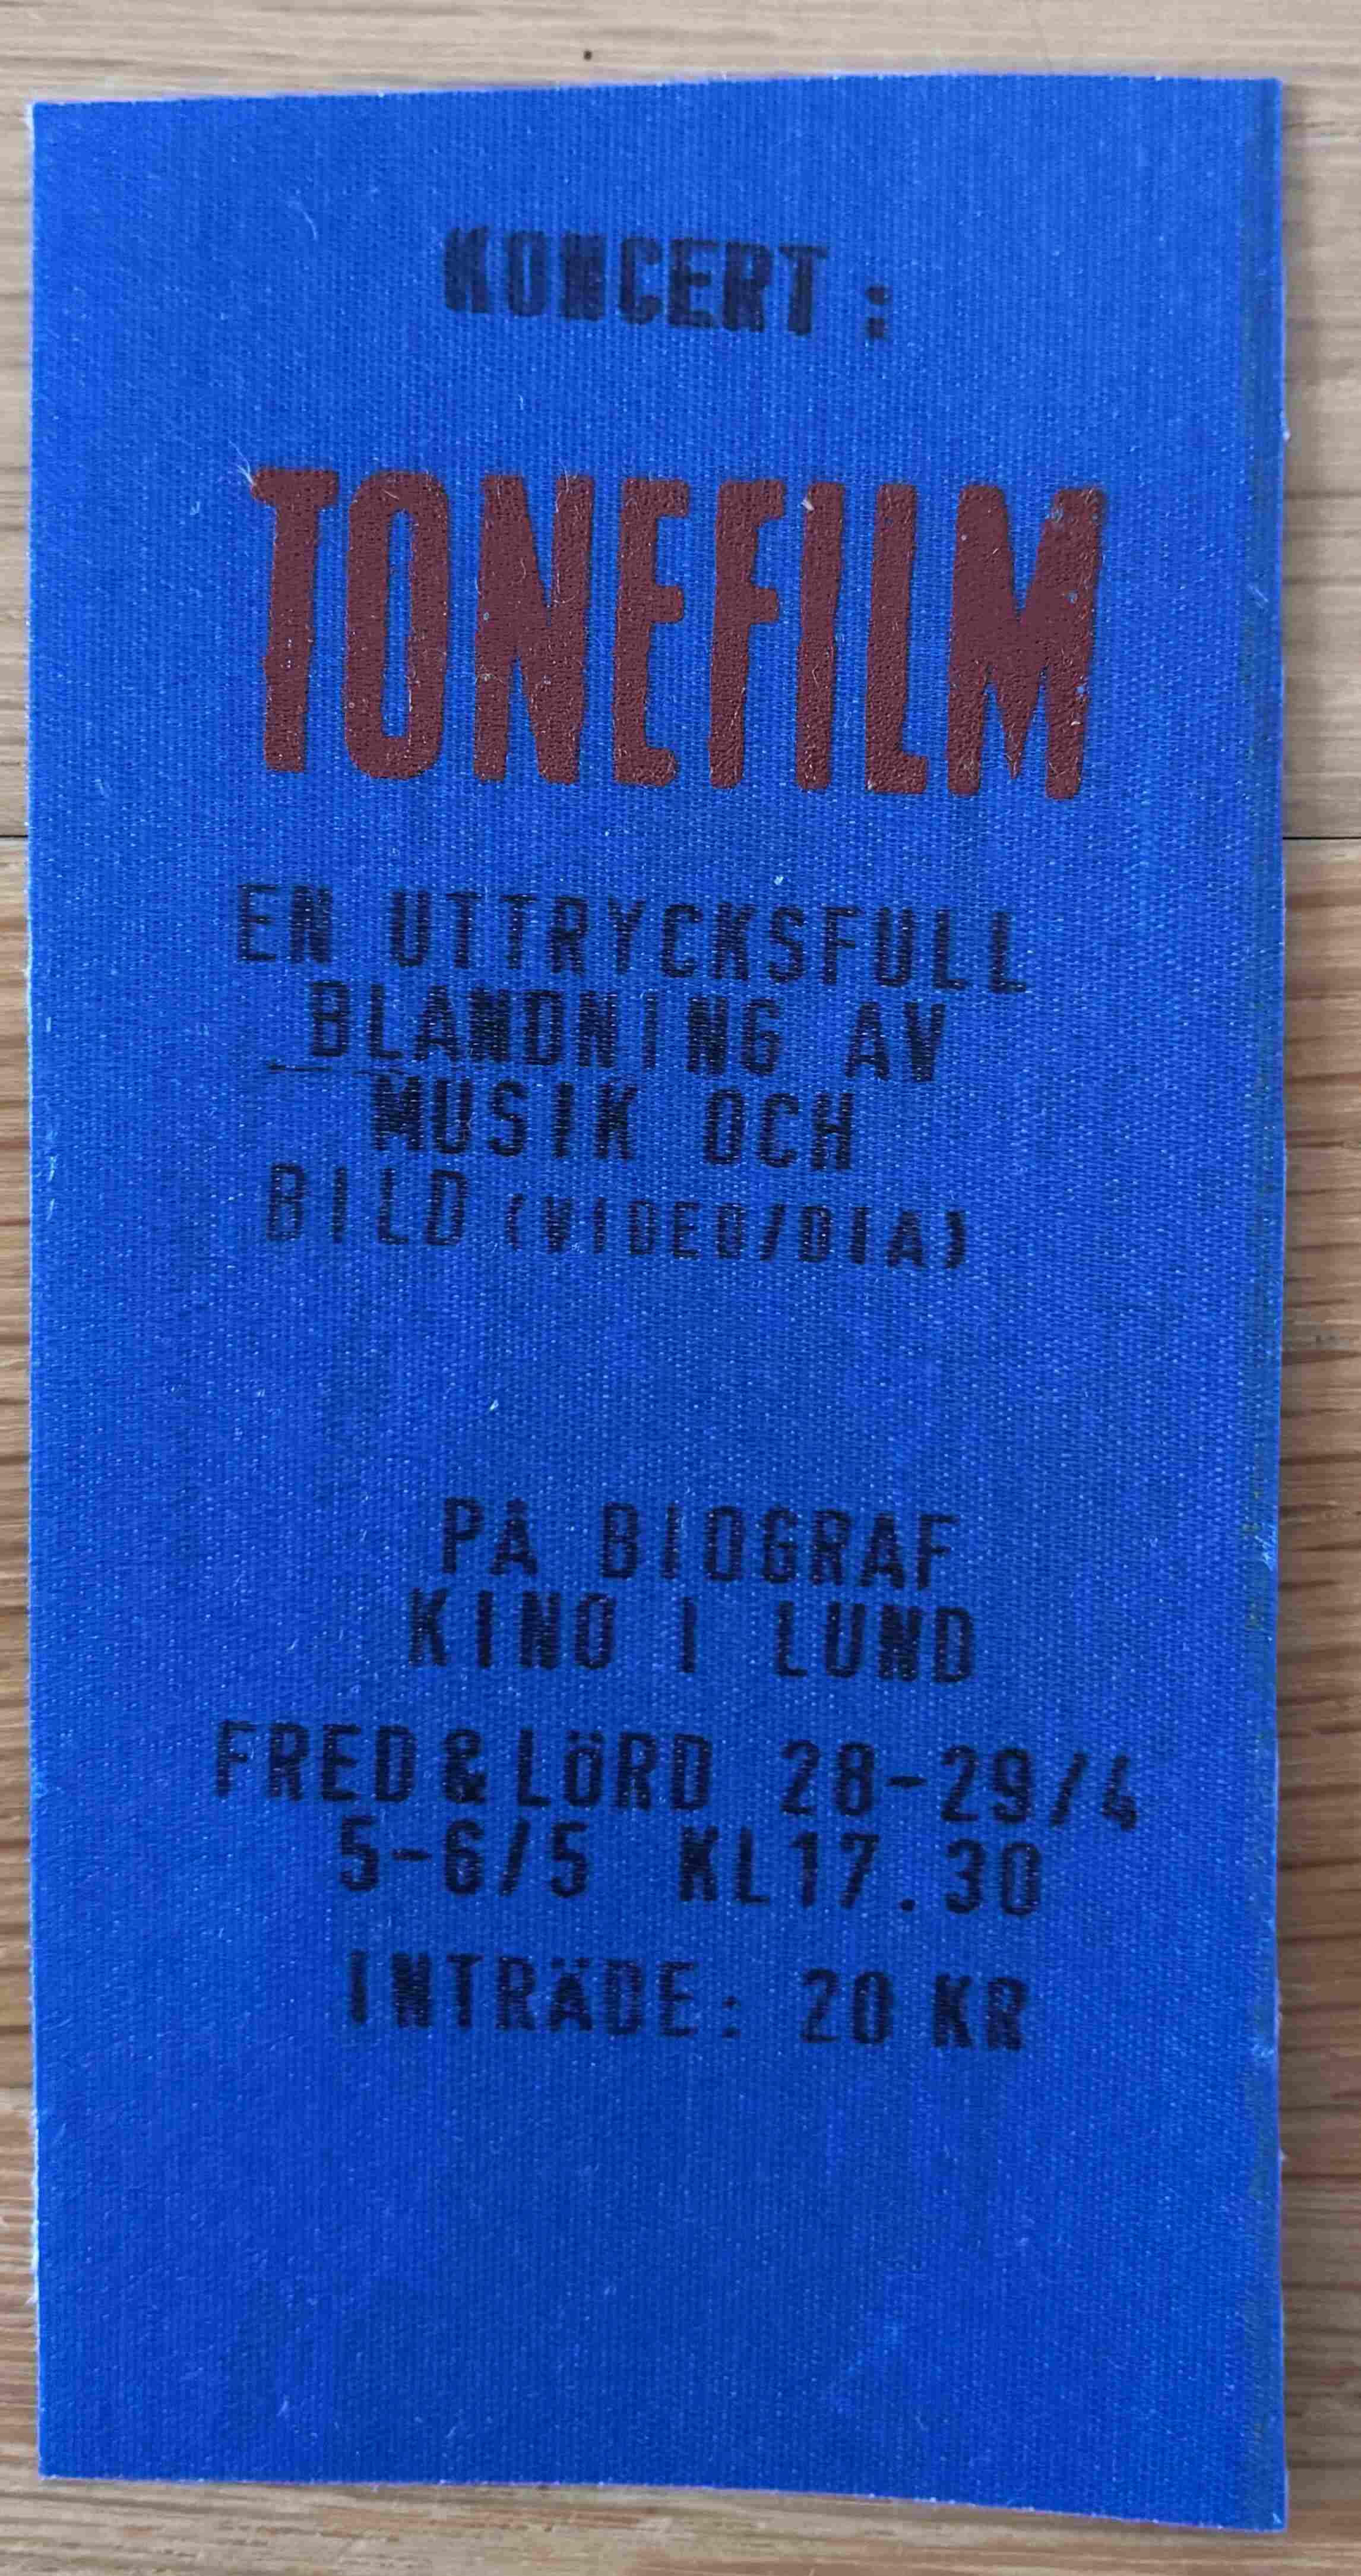 KONCERT:
TONEFILM
EN UTTRYCKSFULL
BLANDNING AV
MUSIK OCH
BILD (VIDEO/DIA)
PÅ BIOGRAF
KINO I LUND
FRED&LÖRD 28-29/4
5-6/5 KL17.30
INTRÄDE: 20 KR